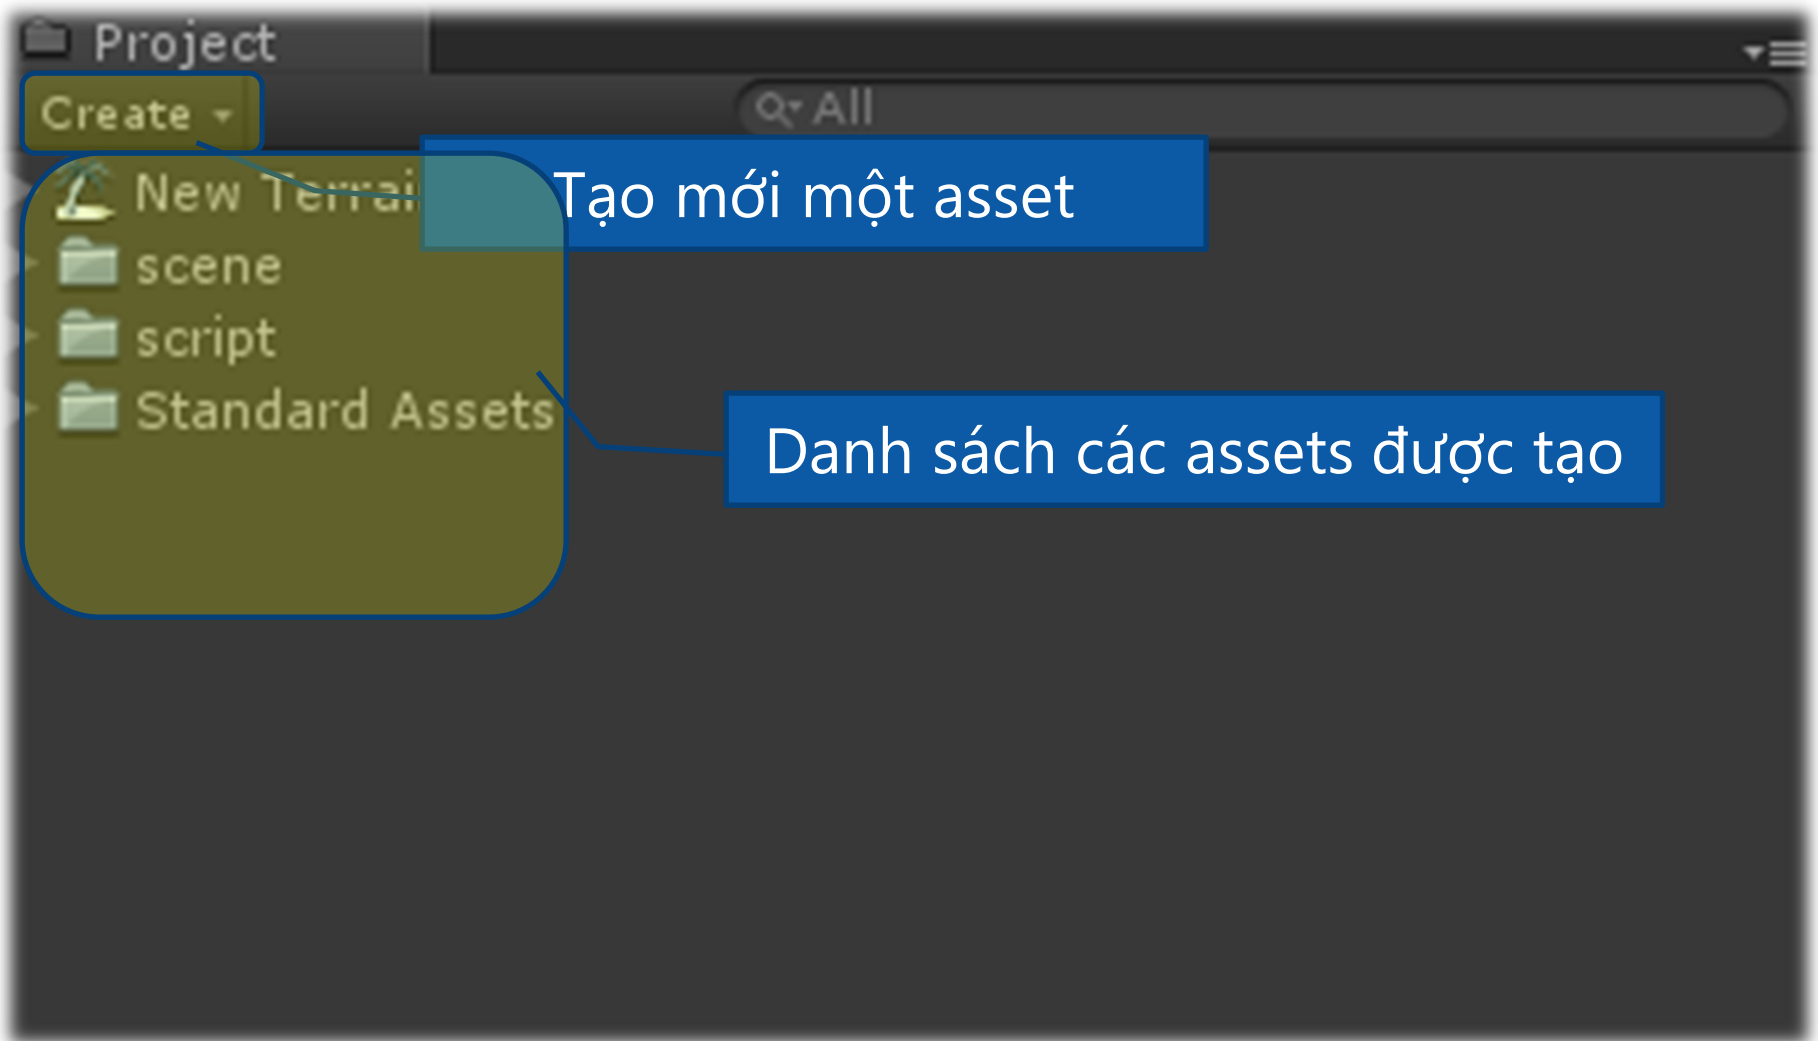 Project
Create
All
New Terrai
Tạo mới một asset
scene
script
Standard Assets
Danh sách các assets được tạo